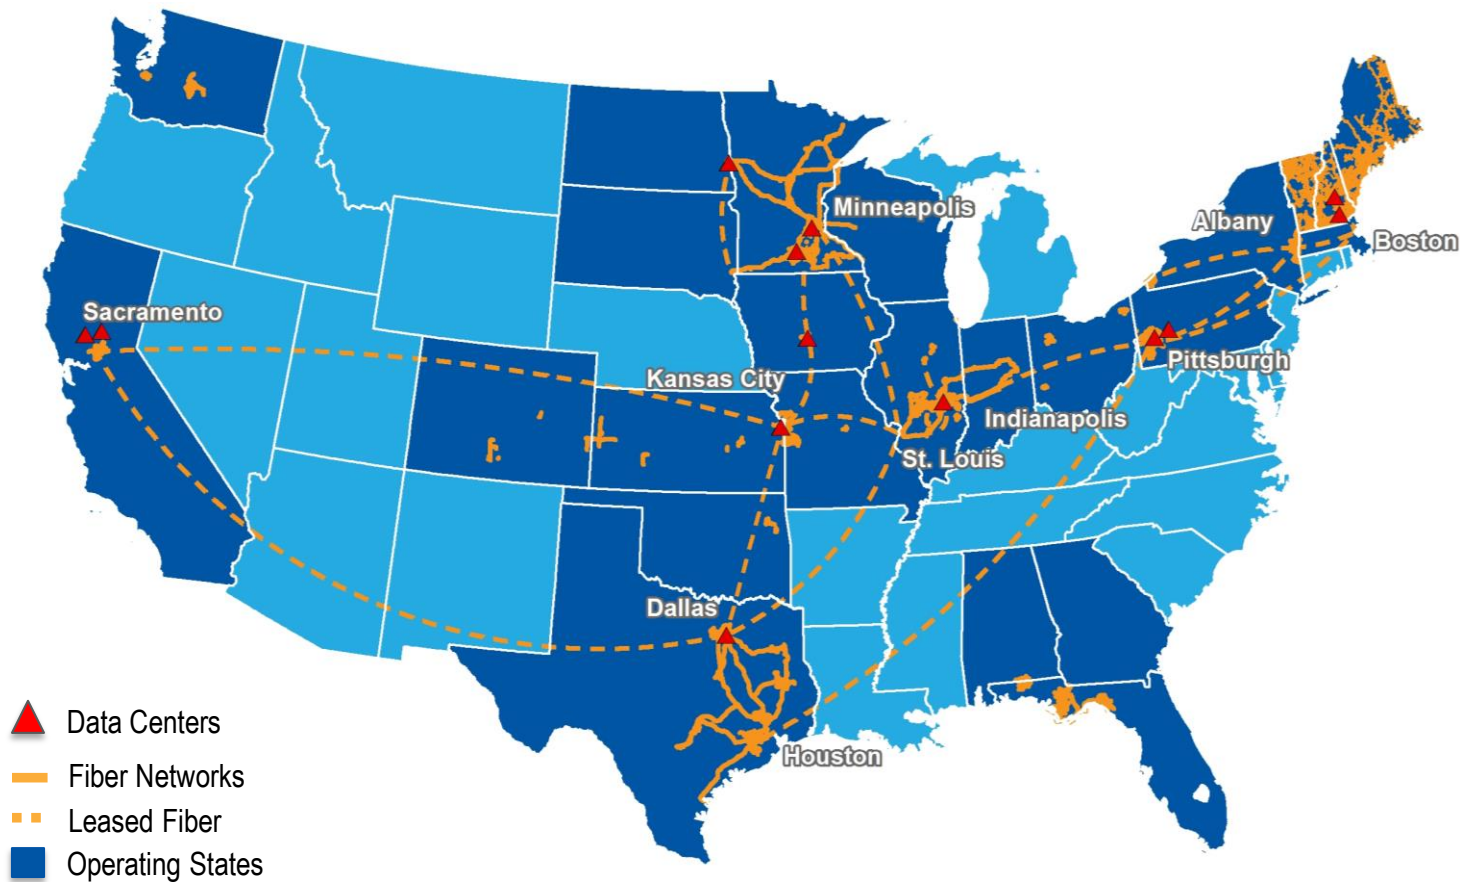 Minneapolis
Albany
Boston
Sacramento
Pittsburgh
Kansas City
Indianapolis
St. Louis
Dallas
Houston
Data Centers
Fiber Networks
Leased Fiber
Operating States